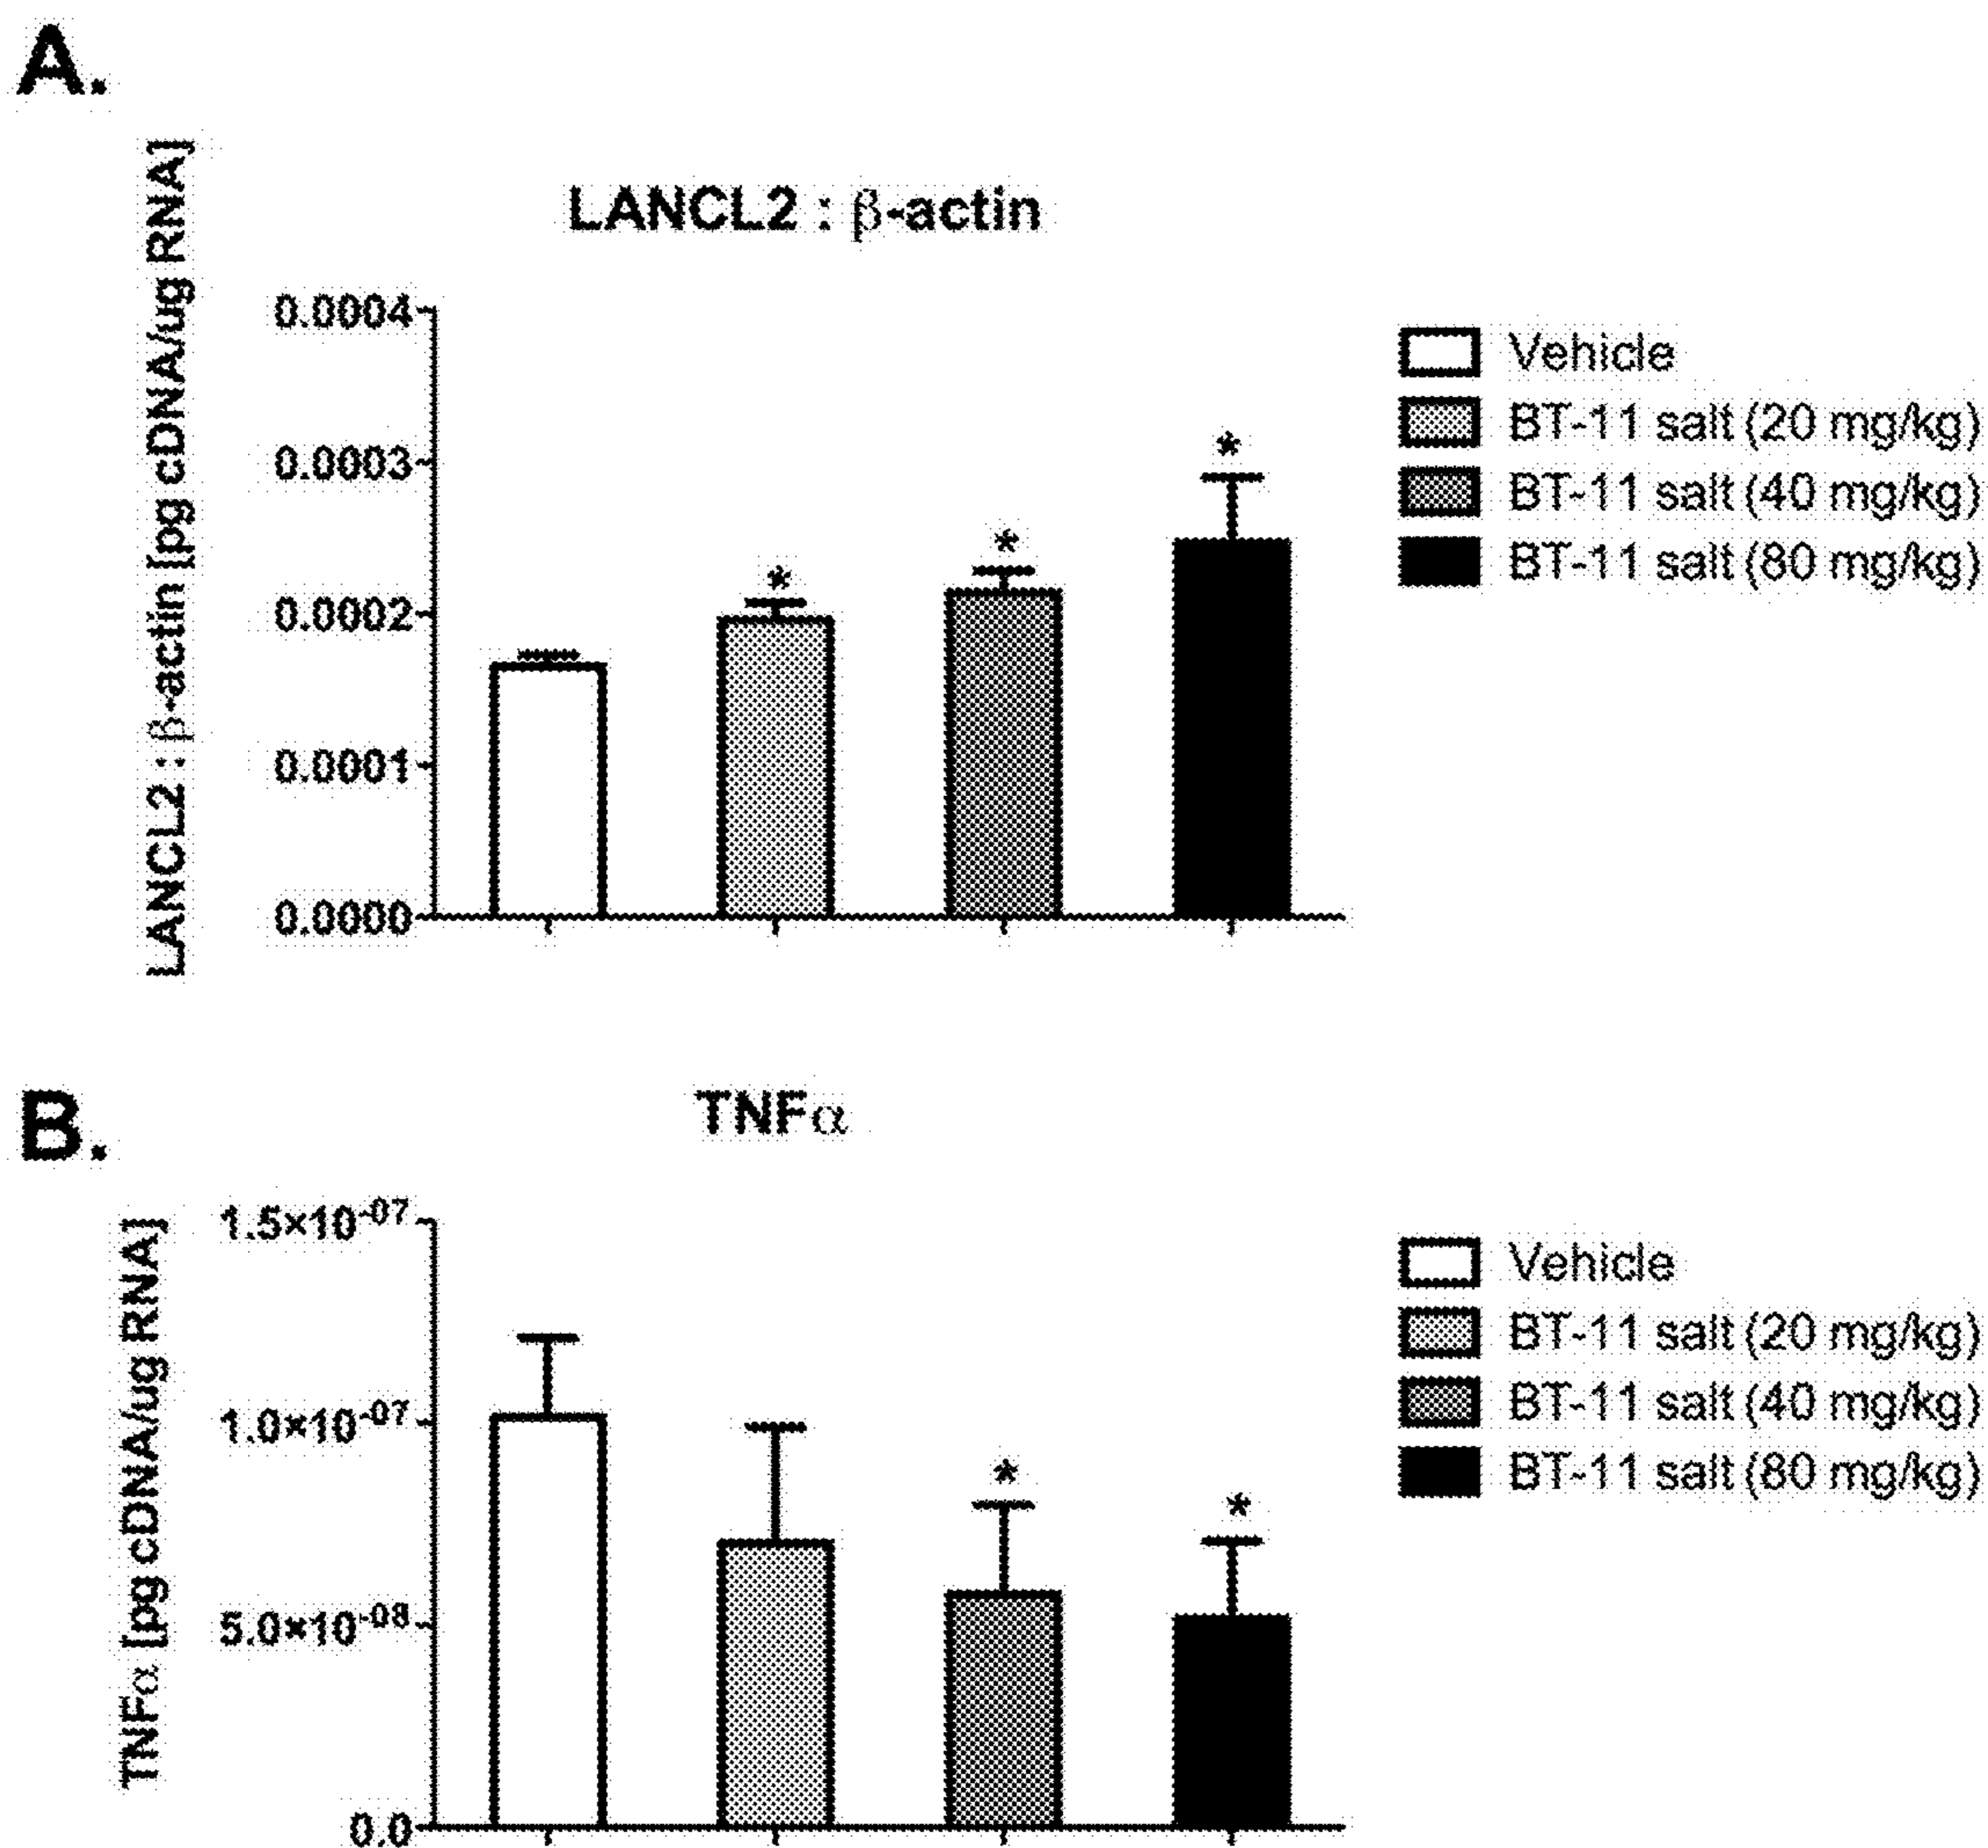 A.
LANCL2 : β-actin
LANCL2 : β-actin [pg cDNA/ug RNA]
0.0004
0.0003
0.0002
0.0001
0.0000
*
*
*
Vehicle
BT-11 salt (20 mg/kg)
BT-11 salt (40 mg/kg)
BT-11 salt (80 mg/kg)
B.
TNFα
TNFα [pg cDNA/ug RNA]
1.5×10⁻⁰⁷
1.0×10⁻⁰⁷
5.0×10⁻⁰⁸
0.0
*
*
Vehicle
BT-11 salt (20 mg/kg)
BT-11 salt (40 mg/kg)
BT-11 salt (80 mg/kg)